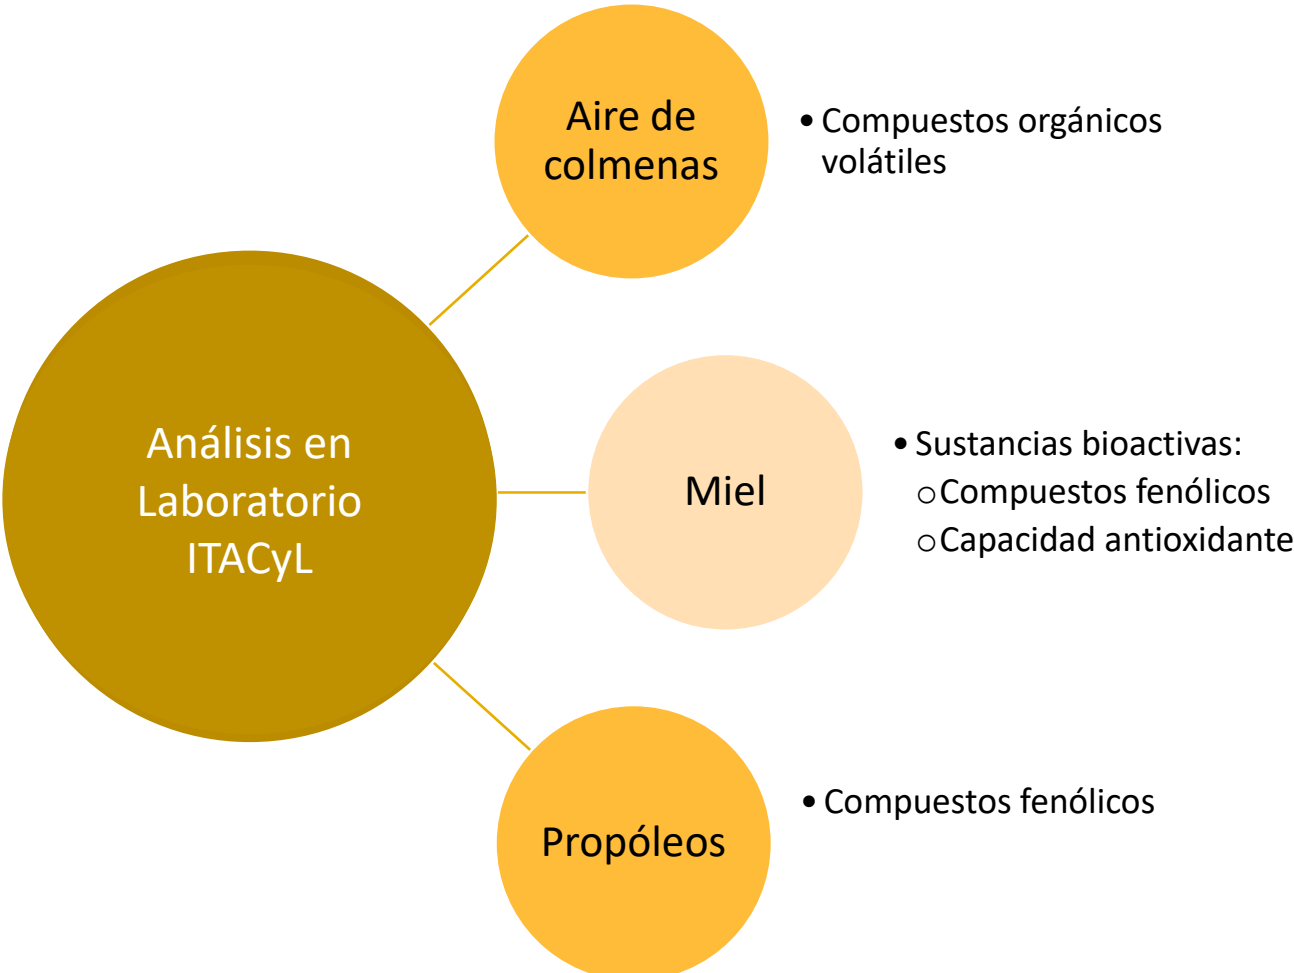 Aire de
colmenas
• Compuestos orgánicos
volátiles
Análisis en
Laboratorio
ITACyL
Miel
• Sustancias bioactivas:
o Compuestos fenólicos
o Capacidad antioxidante
Propóleos
• Compuestos fenólicos